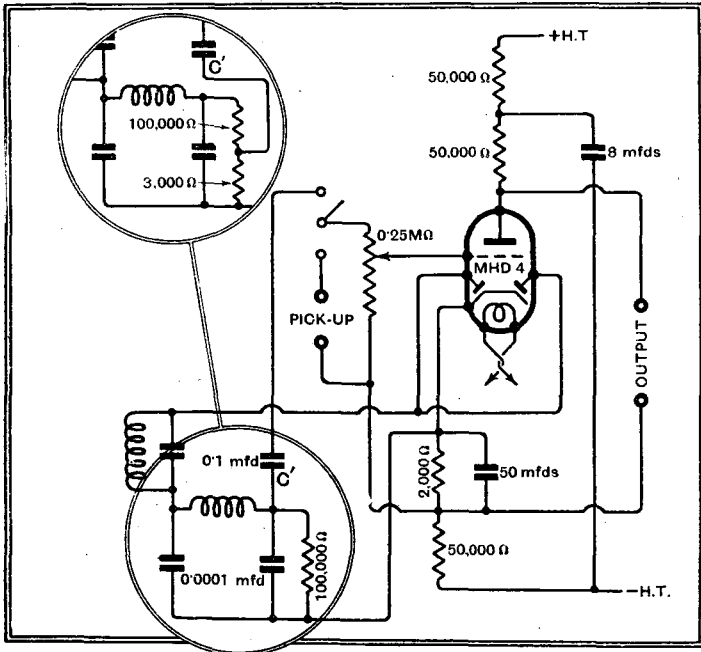 +H.T
50,000 Ω
C'
100,000 Ω
50,000 Ω
8 mfds
3,000 Ω
0·25MΩ
MHD 4
PICK-UP
OUTPUT
0·1 mfd
C'
2,000 Ω
50 mfds
100,000 Ω
0·0001 mfd
50,000 Ω
—H.T.